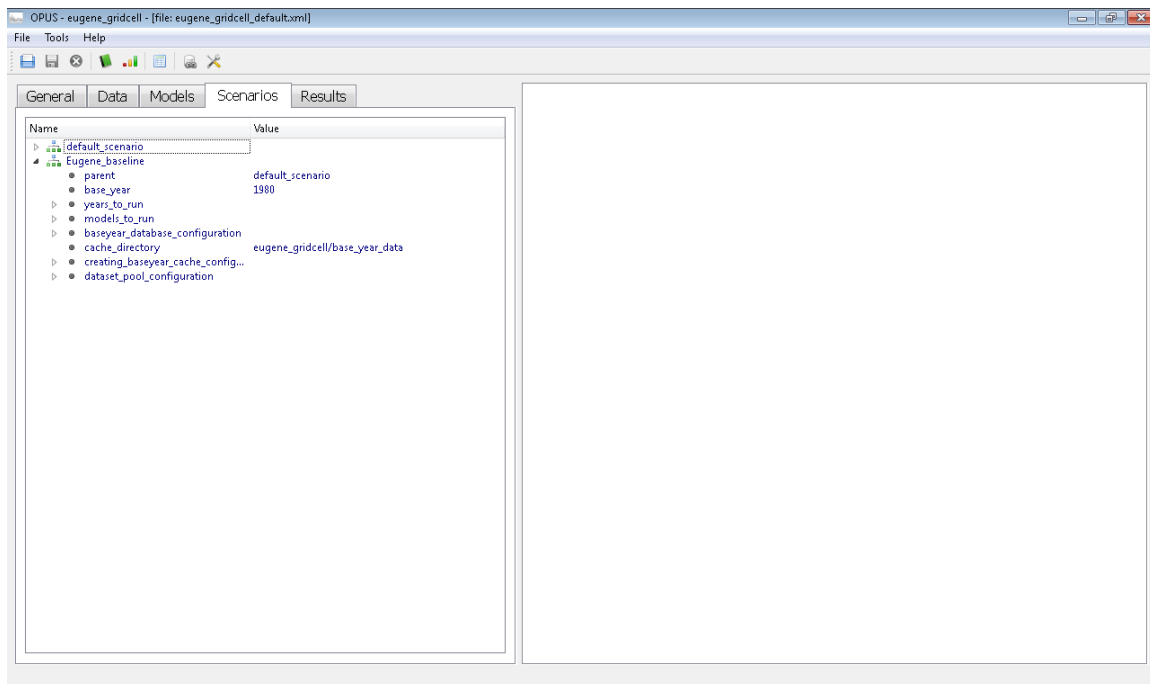 OPUS - eugene_gridcell - [file: eugene_gridcell_default.xml]
File Tools Help
General Data Models Scenarios Results
Name Value
default_scenario
Eugene_baseline
parent default_scenario
base_year 1980
years_to_run
models_to_run
baseyear_database_configuration
cache_directory eugene_gridcell/base_year_data
creating_baseyear_cache_config...
dataset_pool_configuration